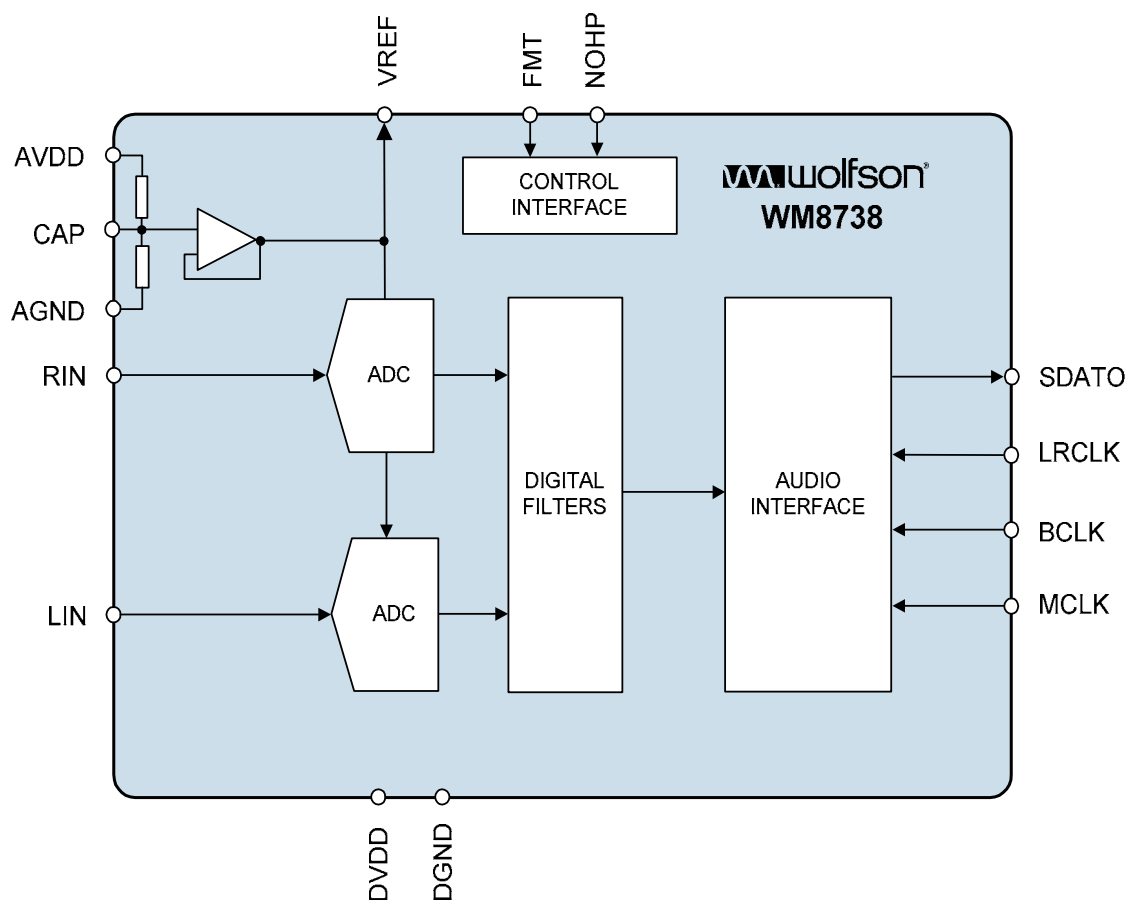 VREF
FMT
NOHP
AVDD
CAP
AGND
RIN
LIN
CONTROL
INTERFACE
wolfson®
WM8738
ADC
ADC
DIGITAL
FILTERS
AUDIO
INTERFACE
SDATO
LRCLK
BCLK
MCLK
DVDD
DGND